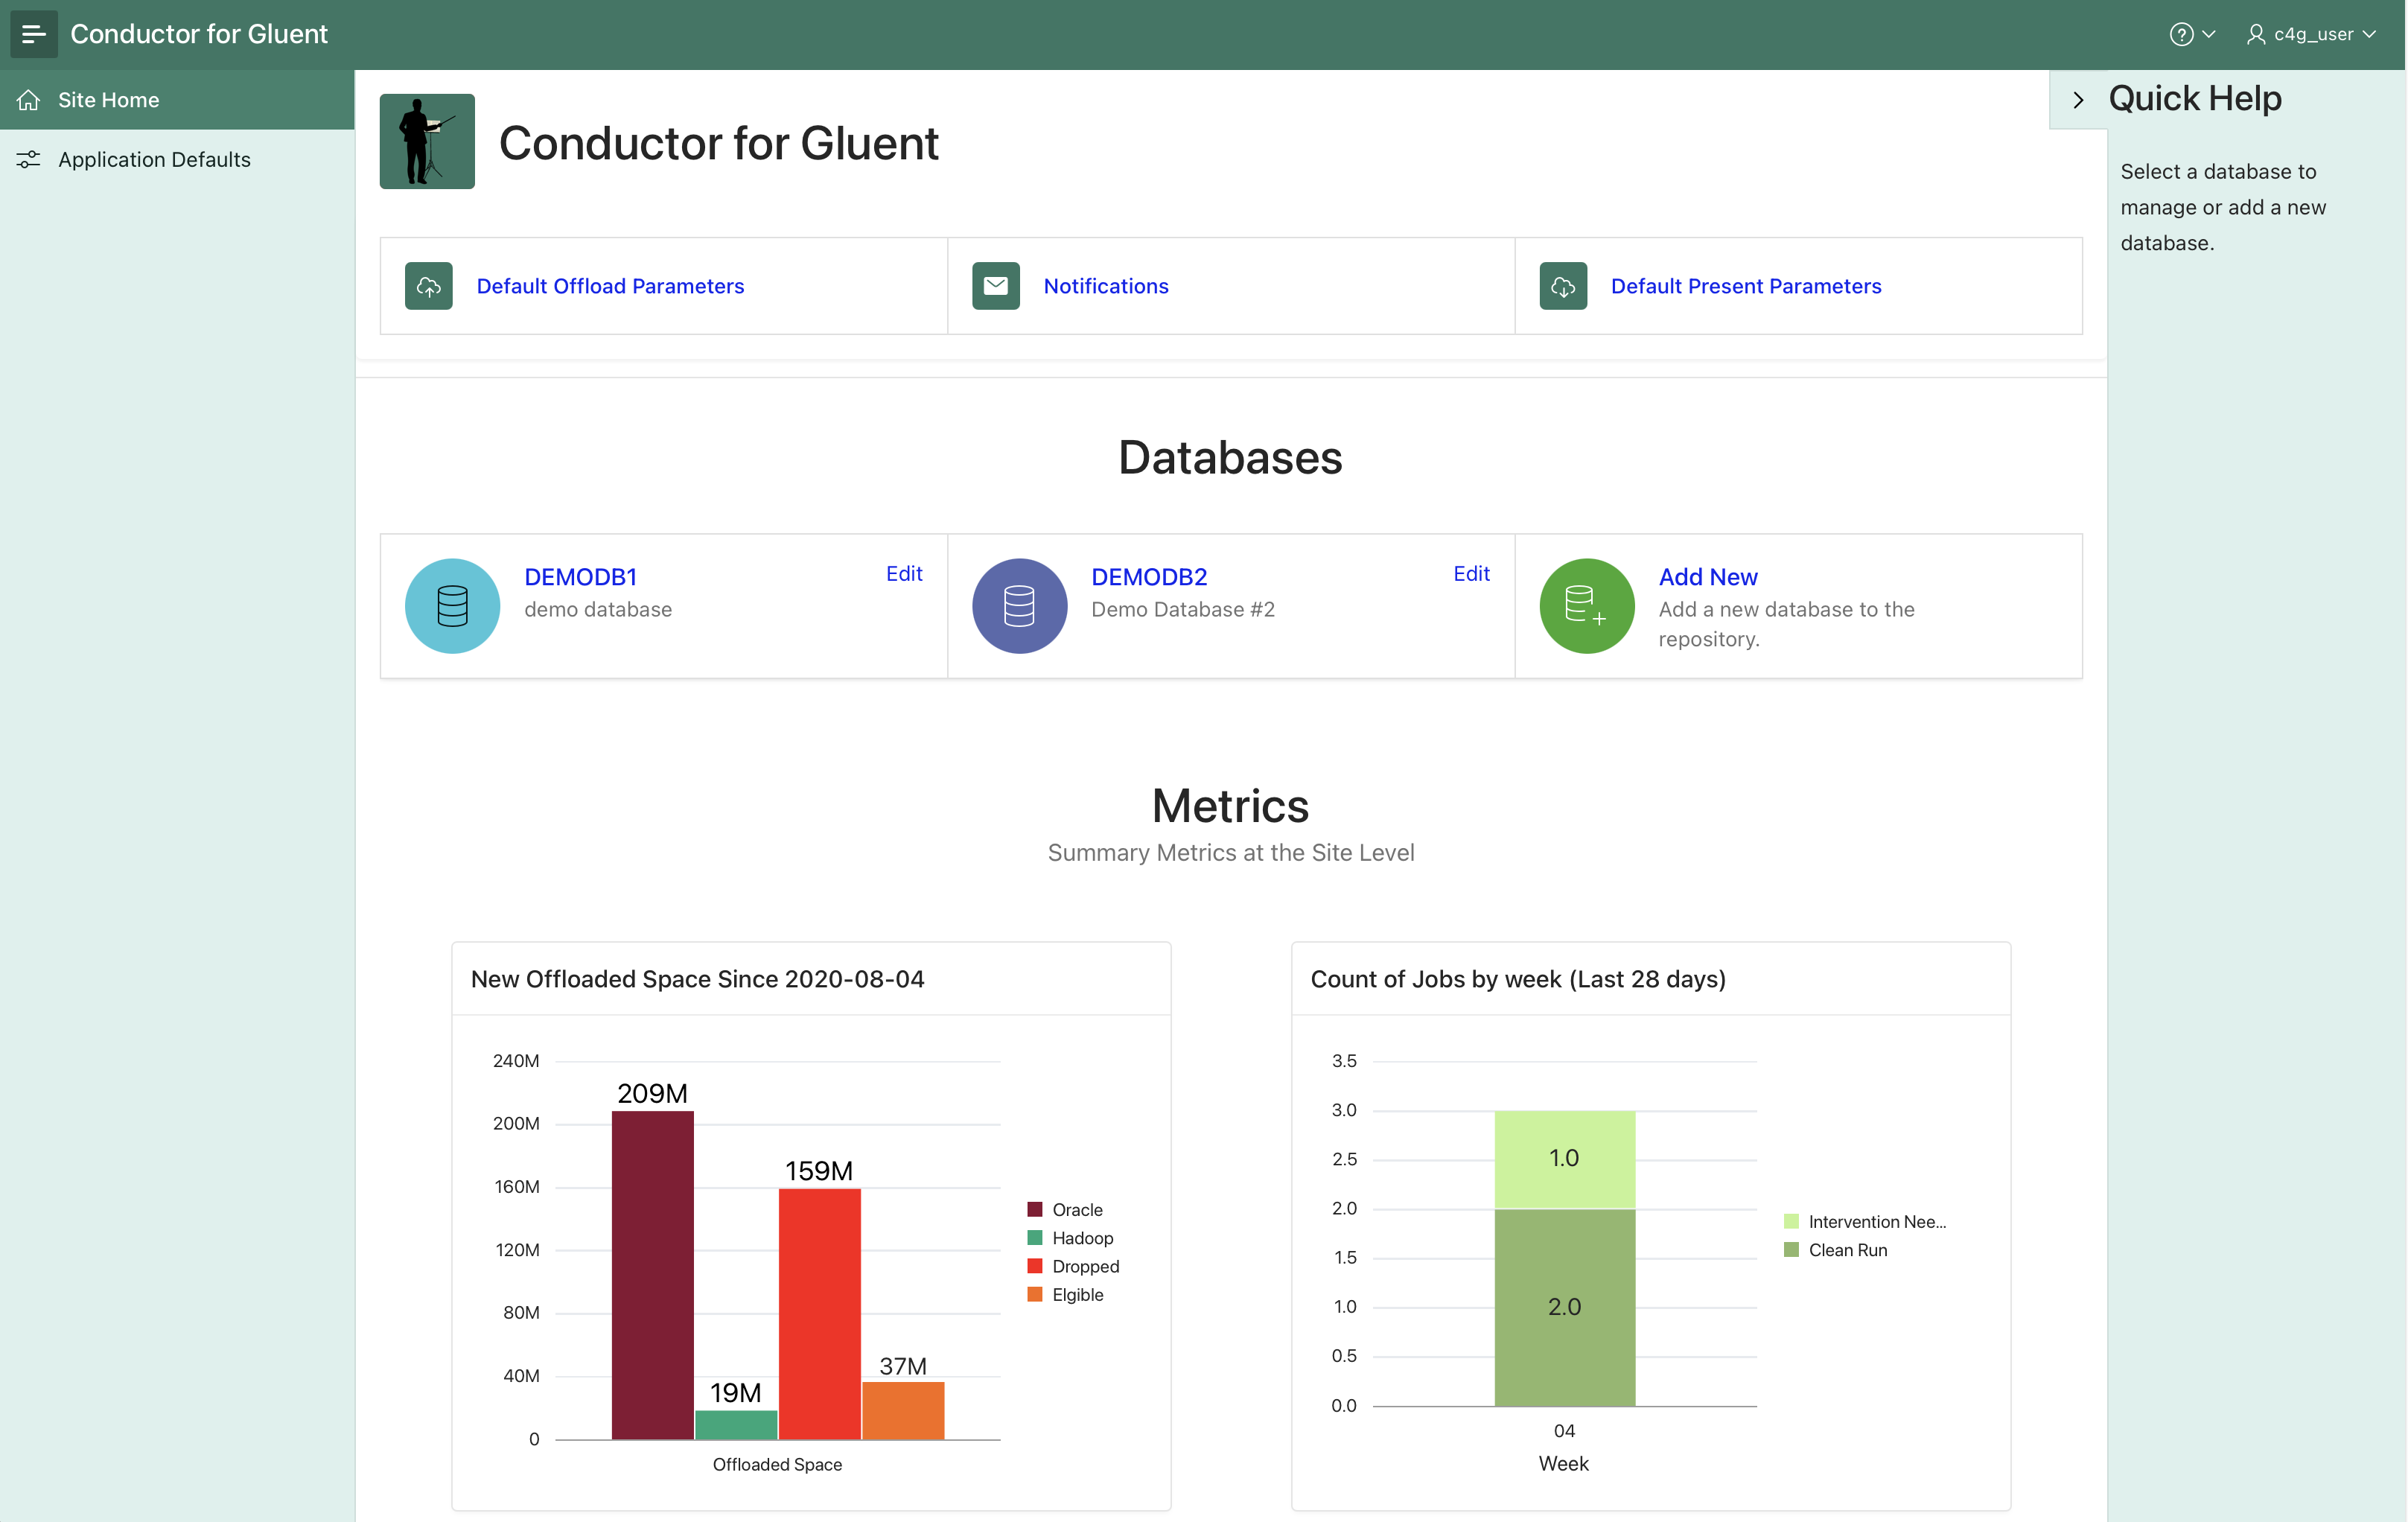 Conductor for Gluent
c4g_user
Site Home
Application Defaults
Conductor for Gluent
Quick Help
Select a database to
manage or add a new
database.
Default Offload Parameters
Notifications
Default Present Parameters
Databases
DEMODB1
Edit
demo database
DEMODB2
Edit
Demo Database #2
Add New
Add a new database to the
repository.
Metrics
Summary Metrics at the Site Level
New Offloaded Space Since 2020-08-04
240M
200M
160M
120M
80M
40M
0
209M
19M
159M
37M
Offloaded Space
Oracle
Hadoop
Dropped
Elgible
Count of Jobs by week (Last 28 days)
3.5
3.0
2.5
2.0
1.5
1.0
0.5
0.0
1.0
2.0
04
Week
Intervention Nee...
Clean Run